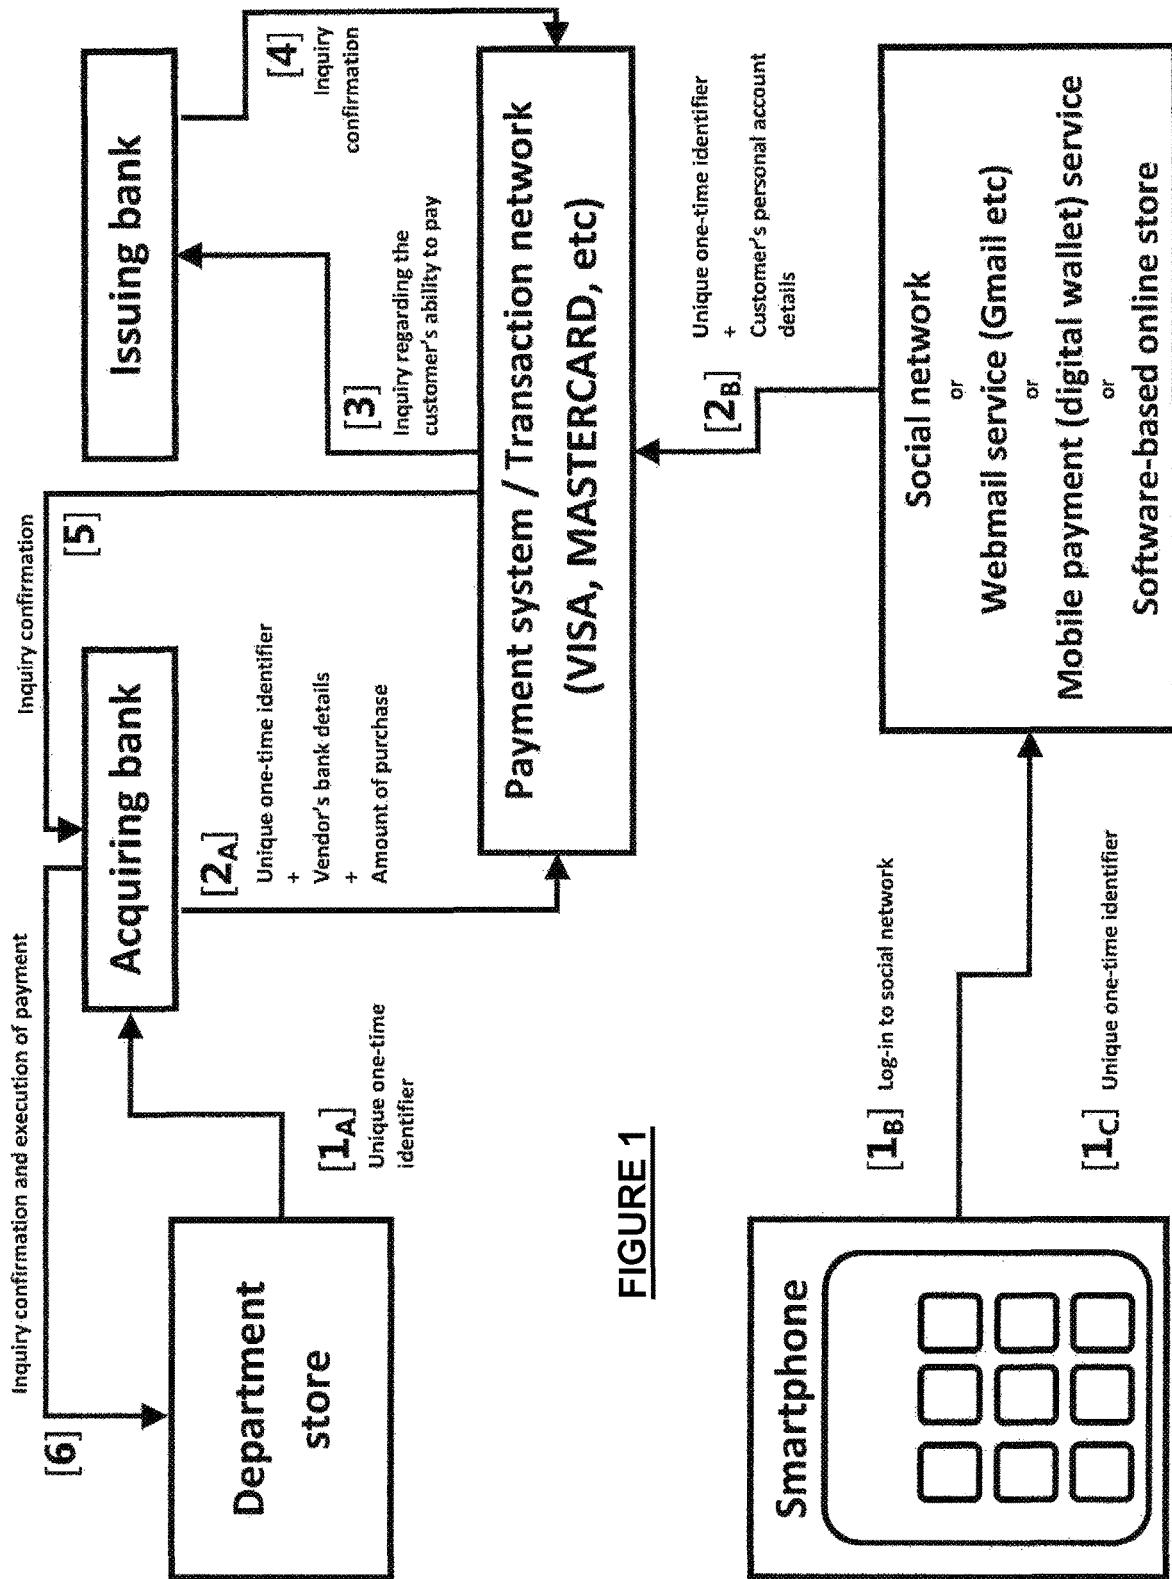 Inquiry confirmation and execution of payment
[6]
Department
store
[1A]
Unique one-time
identifier
Acquiring bank
Inquiry confirmation
[5]
[2A]
Unique one-time identifier
+
Vendor's bank details
+
Amount of purchase
Issuing bank
[3]
Inquiry regarding the
customer's ability to pay
[4]
Inquiry
confirmation
Payment system / Transaction network
(VISA, MASTERCARD, etc)
[2B]
Unique one-time identifier
+
Customer's personal account
details
Smartphone
[1B] Log-in to social network
[1C] Unique one-time identifier
Social network
or
Webmail service (Gmail etc)
or
Mobile payment (digital wallet) service
or
Software-based online store
FIGURE 1